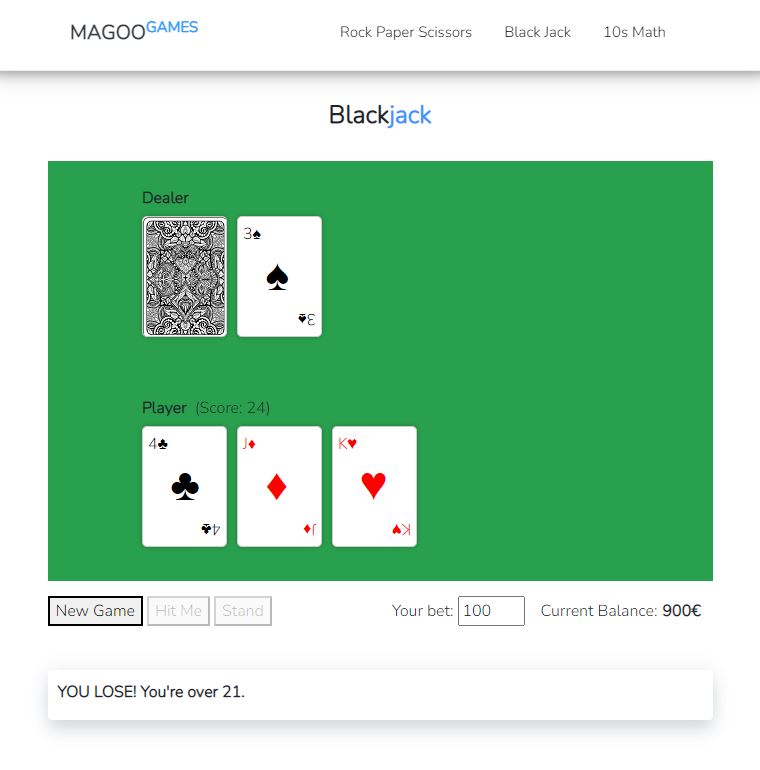 MAGOOGAMES Rock Paper Scissors Black Jack 10s Math
Blackjack
Dealer
3♠
3♠
Player (Score: 24)
4♣ J♦ K♥
4♣ J♦ K♥
New Game Hit Me Stand Your bet: 100 Current Balance: 900€
YOU LOSE! You're over 21.